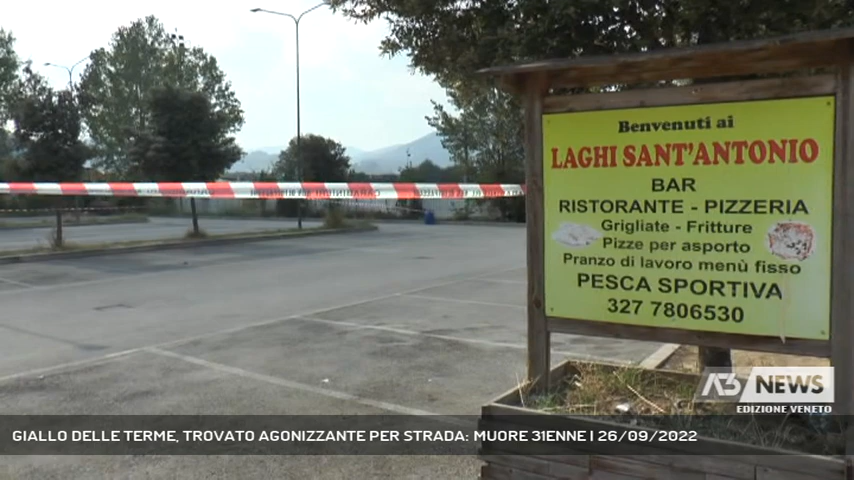 Benvenuti ai
LAGHI SANT'ANTONIO
BAR
RISTORANTE - PIZZERIA
Grigliate - Fritture
Pizze per asporto
Pranzo di lavoro menù fisso
PESCA SPORTIVA
327 7806530
A3 NEWS
EDIZIONE VENETO
GIALLO DELLE TERME, TROVATO AGONIZZANTE PER STRADA: MUORE 31ENNE | 26/09/2022